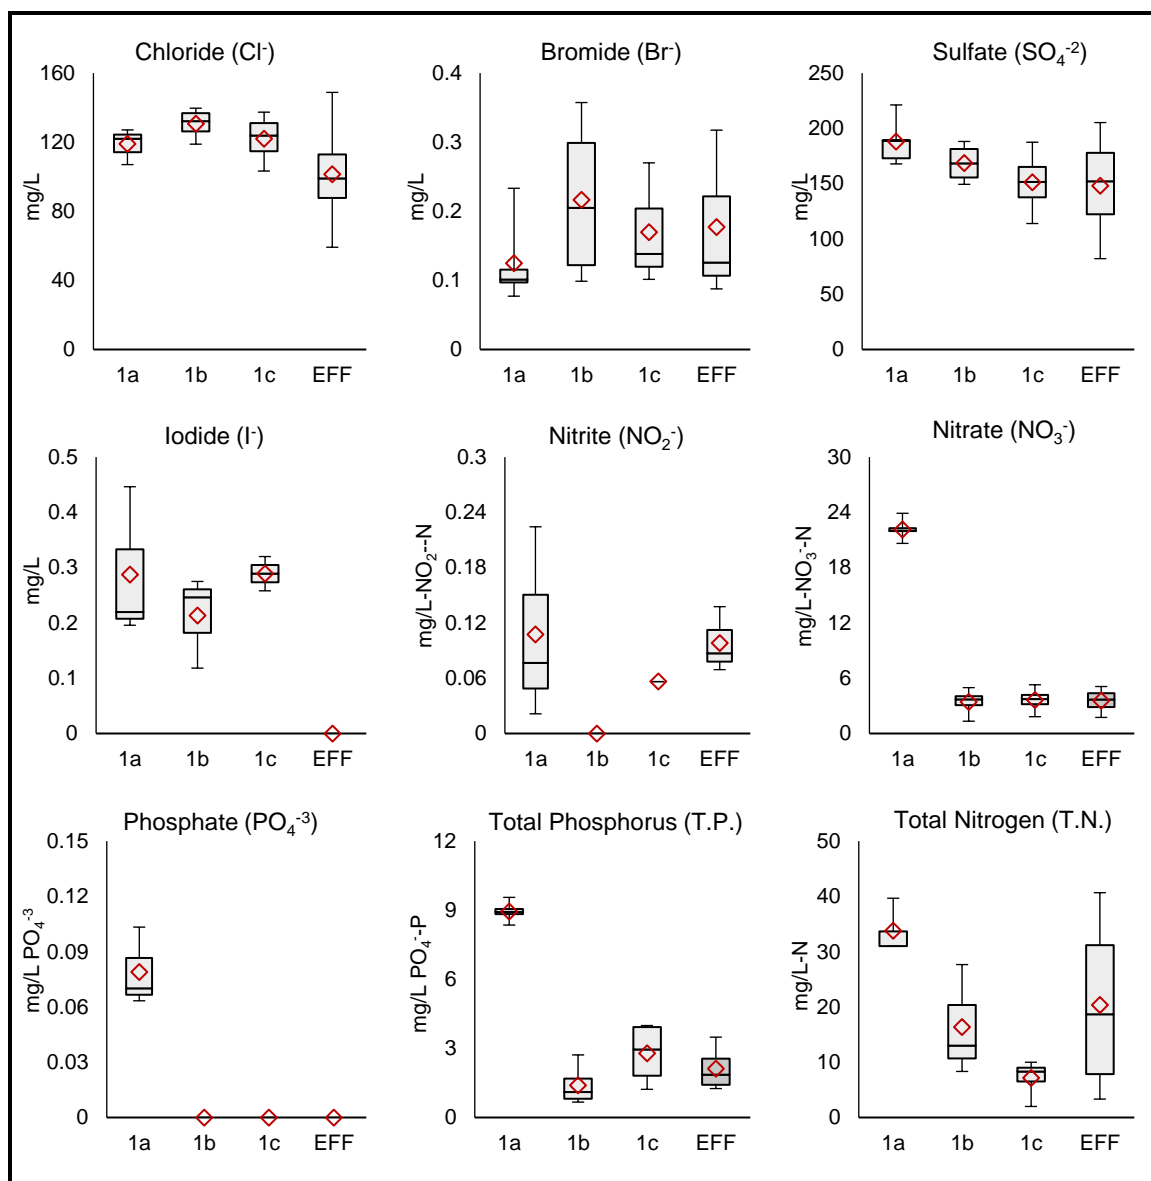 Chloride (Cl⁻)
160
120
80
40
0
mg/L
1a 1b 1c EFF
Bromide (Br⁻)
0.4
0.3
0.2
0.1
0
mg/L
1a 1b 1c EFF
Sulfate (SO₄⁻²)
250
200
150
100
50
0
mg/L
1a 1b 1c EFF
Iodide (I⁻)
0.5
0.4
0.3
0.2
0.1
0
mg/L
1a 1b 1c EFF
Nitrite (NO₂⁻)
0.3
0.24
0.18
0.12
0.06
0
mg/L-NO₂--N
1a 1b 1c EFF
Nitrate (NO₃⁻)
30
24
18
12
6
0
mg/L-NO₃⁻-N
1a 1b 1c EFF
Phosphate (PO₄⁻³)
0.15
0.12
0.09
0.06
0.03
0
mg/L PO₄⁻³
1a 1b 1c EFF
Total Phosphorus (T.P.)
12
9
6
3
0
mg/L PO₄⁻-P
1a 1b 1c EFF
Total Nitrogen (T.N.)
50
40
30
20
10
0
mg/L-N
1a 1b 1c EFF